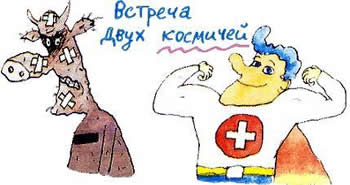 Встреча
двух космичей